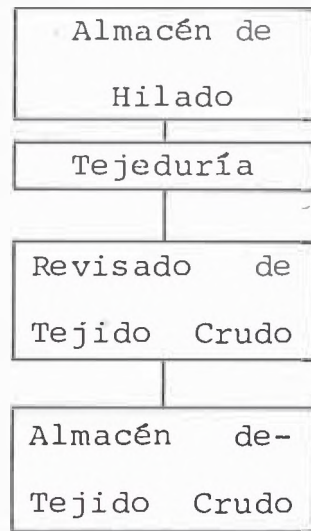 Almacén de
Hilado
Tejeduría
Revisado de
Tejido Crudo
Almacén de-
Tejido Crudo